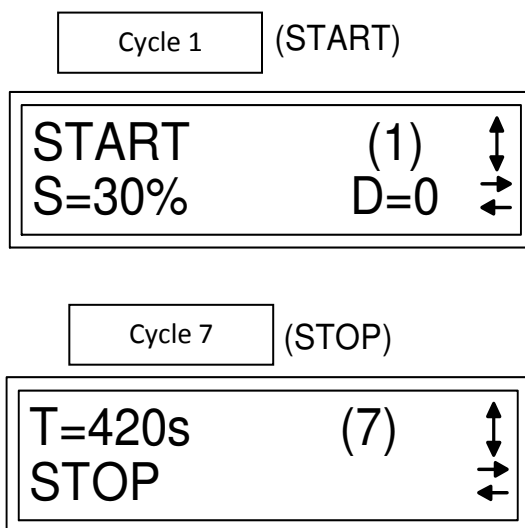 Cycle 1 (START)
START (1)
S=30% D=0
Cycle 7 (STOP)
T=420s (7)
STOP